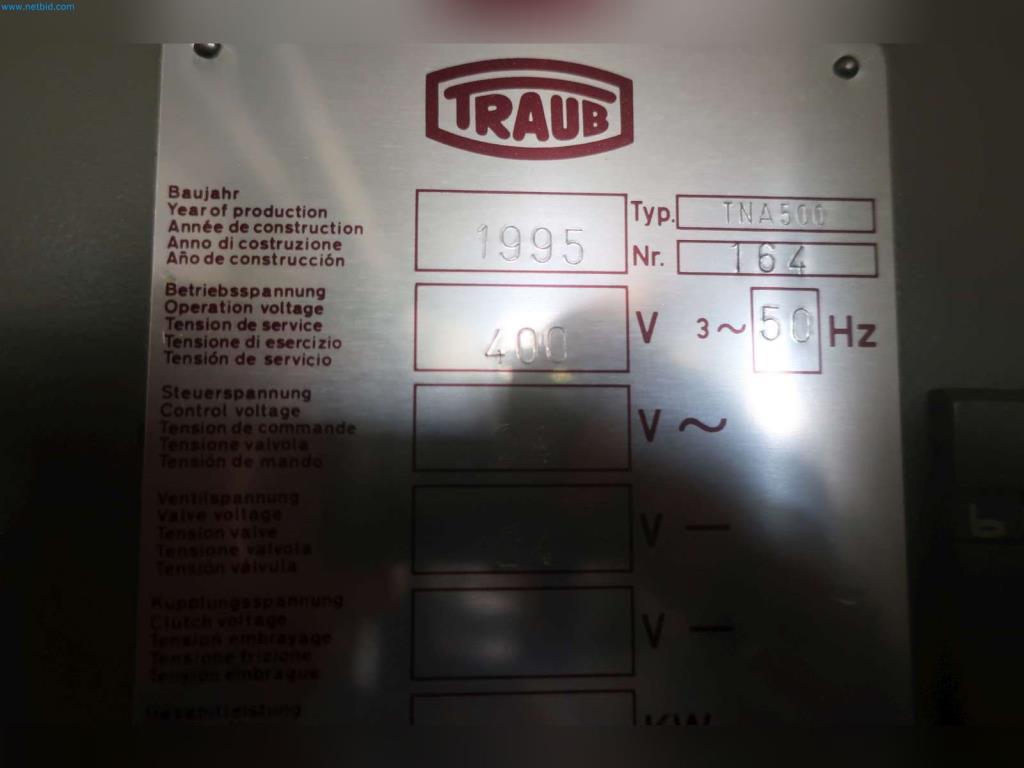 www.netbid.com
TRAUB
Baujahr
Year of production
Année de construction
Anno di costruzione
Año de construcción
1995
Typ. TNA500
Nr. 164
Betriebsspannung
Operation voltage
Tension de service
Tensione di esercizio
Tensión de servicio
400 V 3~ 50 Hz
Steuerspannung
Control voltage
Tension de commande
Tensione valvola
Tensión de mando
V ~
Ventilspannung
Valve voltage
Tension valve
Tensione valvola
Tensión válvula
V —
Kupplungsspannung
Clutch voltage
Tension embrayage
Tensione frizione
Tensión embrague
V —
Gesamtleistung
KW